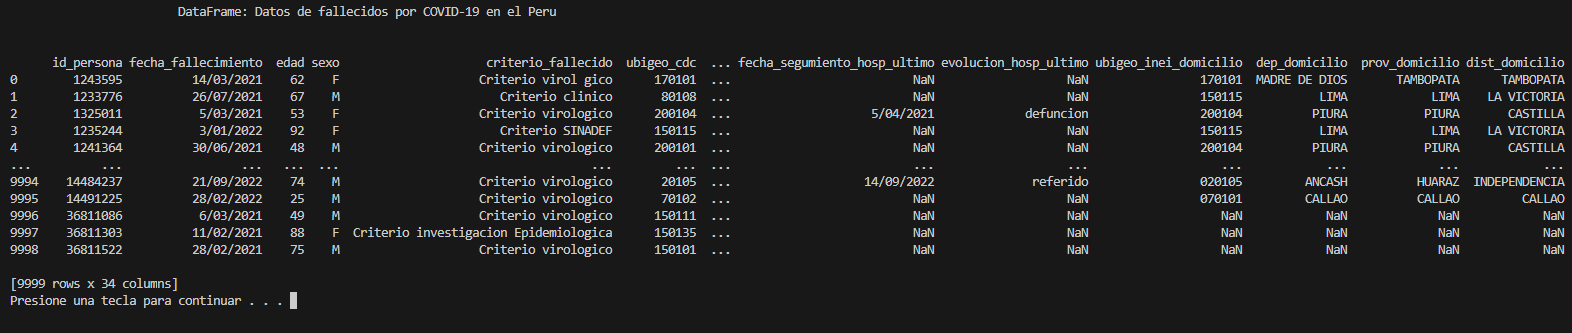 DataFrame: Datos de fallecidos por COVID-19 en el Peru
id_persona fecha_fallecimiento edad sexo criterio_fallecido ubigeo_cdc ... fecha_segumiento_hosp_ultimo evolucion_hosp_ultimo ubigeo_inei_domicilio dep_domicilio prov_domicilio dist_domicilio
0 1243595 14/03/2021 62 F Criterio virol gico 170101 ... NaN NaN 170101 MADRE DE DIOS TAMBOPATA TAMBOPATA
1 1233776 26/07/2021 67 M Criterio clinico 80108 ... NaN NaN 150115 LIMA LIMA LA VICTORIA
2 1325011 5/03/2021 53 F Criterio virologico 200104 ... 5/04/2021 defuncion 200104 PIURA PIURA CASTILLA
3 1235244 3/01/2022 92 F Criterio SINADEF 150115 ... NaN NaN 150115 LIMA LIMA LA VICTORIA
4 1241364 30/06/2021 48 M Criterio virologico 200101 ... NaN NaN 200104 PIURA PIURA CASTILLA
... ... ... ... ... ... ... ... ... ... ... ... ... ...
9994 14484237 21/09/2022 74 M Criterio virologico 20105 ... 14/09/2022 referido 020105 ANCASH HUARAZ INDEPENDENCIA
9995 14491225 28/02/2022 25 M Criterio virologico 70102 ... NaN NaN 070101 CALLAO CALLAO CALLAO
9996 36811086 6/03/2021 49 M Criterio virologico 150111 ... NaN NaN NaN NaN NaN NaN
9997 36811303 11/02/2021 88 F Criterio investigacion Epidemiologica 150135 ... NaN NaN NaN NaN NaN NaN
9998 36811522 28/02/2021 75 M Criterio virologico 150101 ... NaN NaN NaN NaN NaN NaN
[9999 rows x 34 columns]
Presione una tecla para continuar . . .